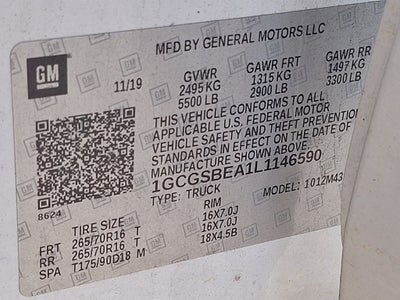 MFD BY GENERAL MOTORS LLC
GM
11/19 GVWR GAWR FRT GAWR RR
2495 KG 1315 KG 1497 KG
5500 LB 2900 LB 3300 LB
THIS VEHICLE CONFORMS TO ALL
APPLICABLE U.S. FEDERAL MOTOR
VEHICLE SAFETY AND THEFT PREVENTION
STANDARDS IN EFFECT ON THE DATE OF
MANUFACTURE SHOWN ABOVE.
1GCGSBEA1L1146590
8624 TYPE: TRUCK MODEL: 1012M43
TIRE SIZE RIM
FRT 265/70R16 T 16X7.0J
RR 265/70R16 T 16X7.0J
SPA T175/90D18 M 18X4.5B